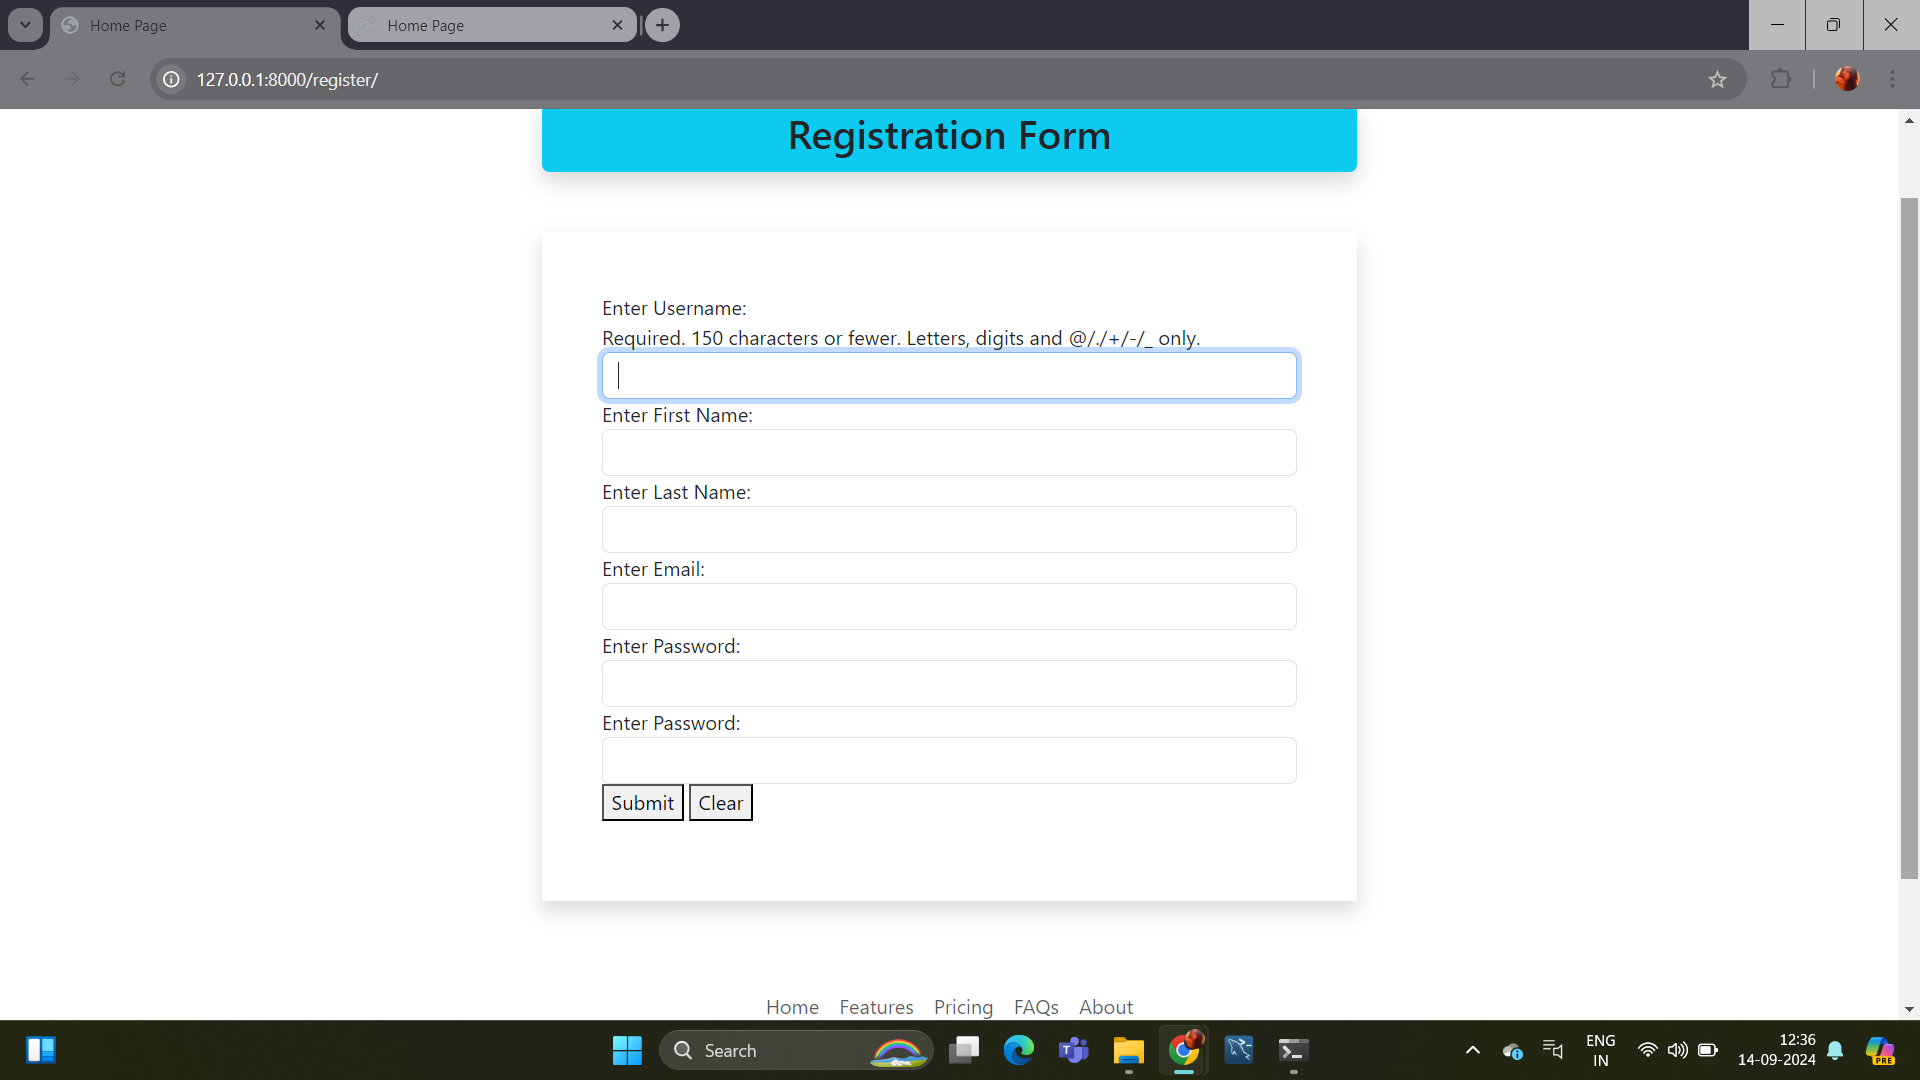 Home Page
Home Page
127.0.0.1:8000/register/
Registration Form
Enter Username:
Required. 150 characters or fewer. Letters, digits and @/./+/-/_ only.
Enter First Name:
Enter Last Name:
Enter Email:
Enter Password:
Enter Password:
Submit Clear
Home Features Pricing FAQs About
Search
ENG
IN
12:36
14-09-2024
PRE